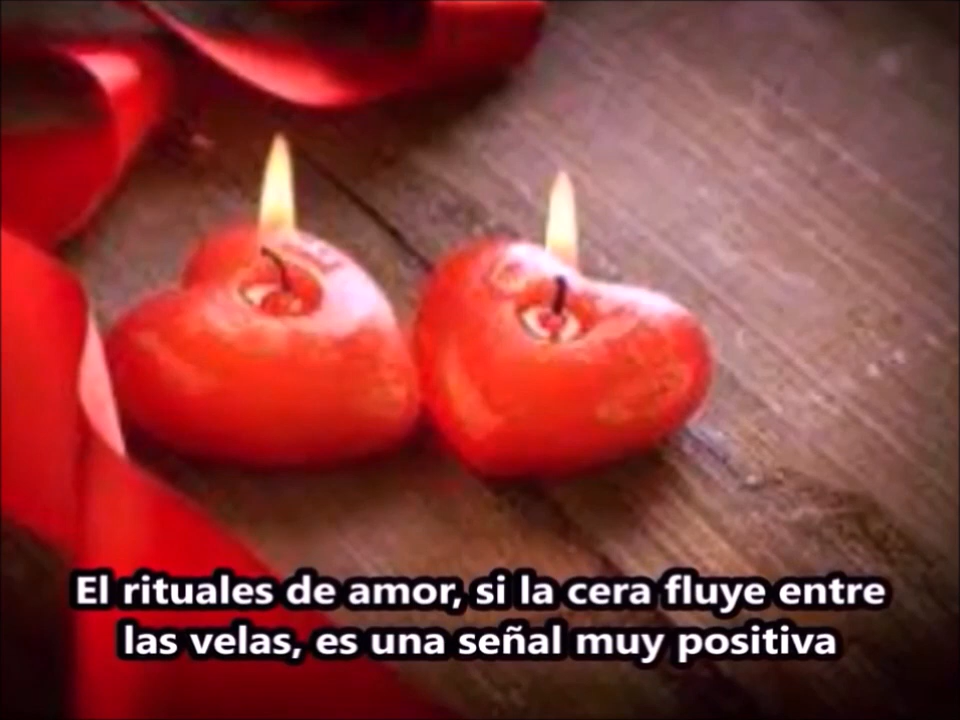 El rituales de amor, si la cera fluye entre
las velas, es una señal muy positiva